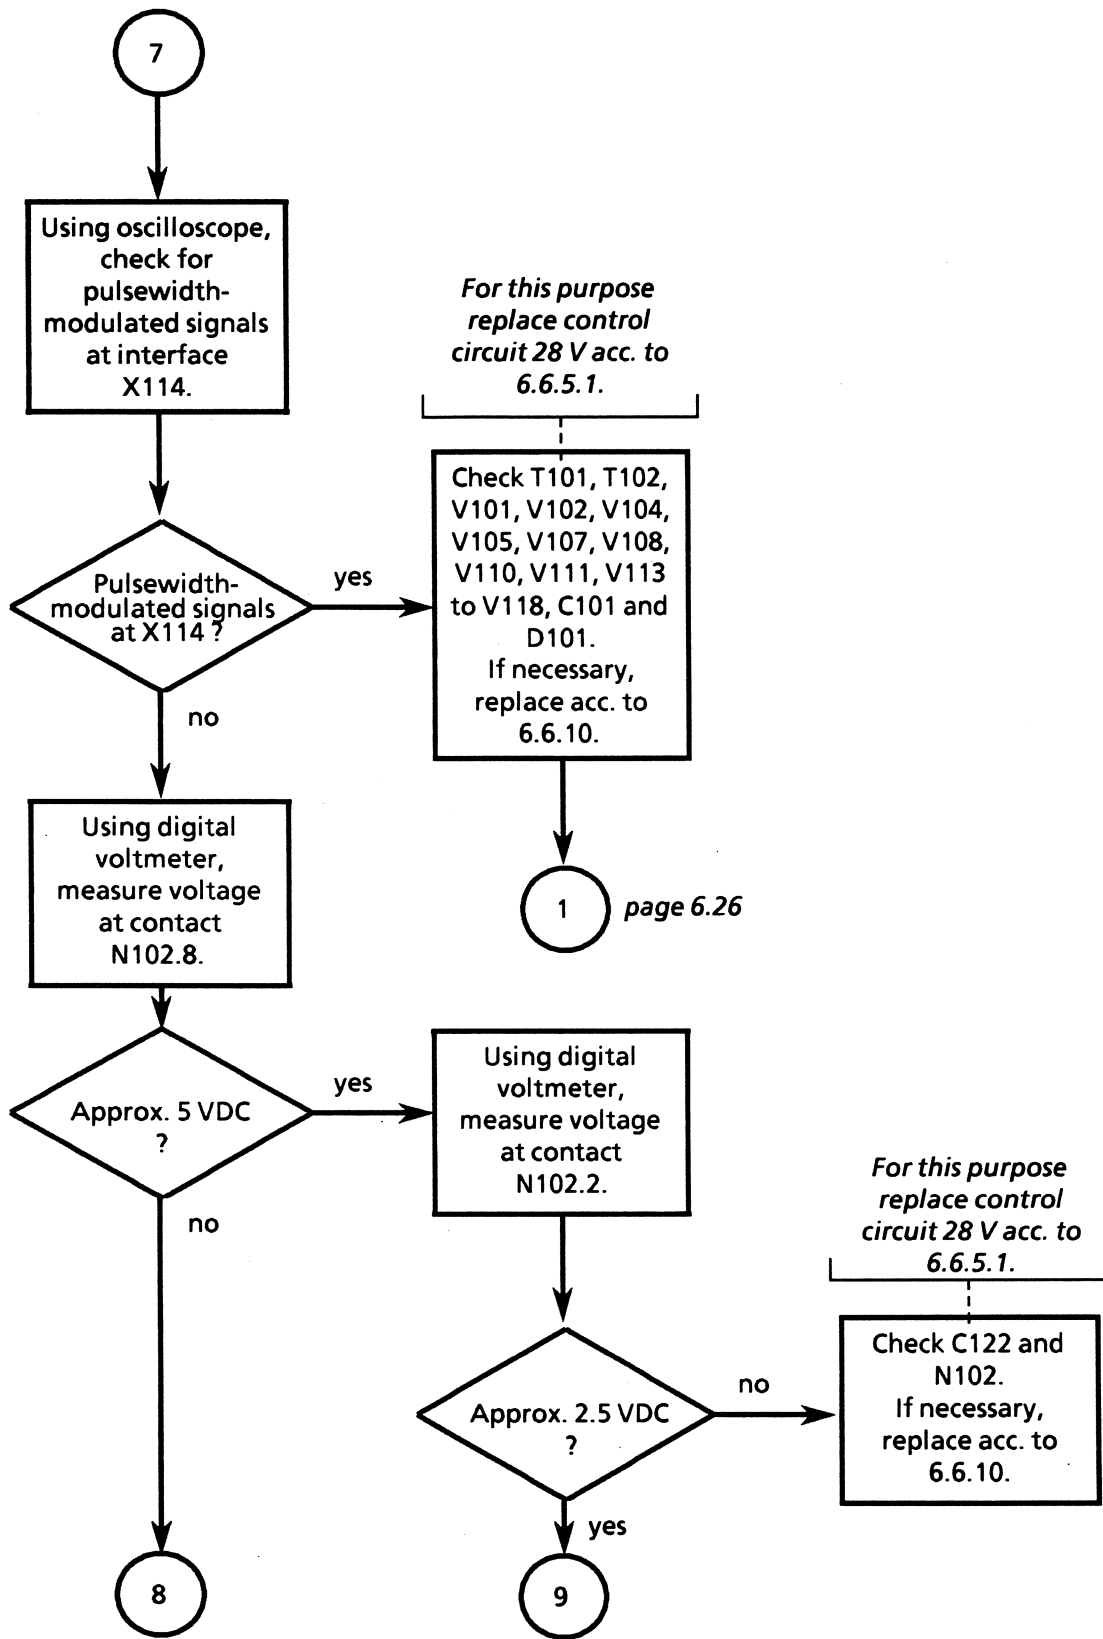 7
Using oscilloscope,
check for
pulsewidth-
modulated signals
at interface
X114.
For this purpose
replace control
circuit 28 V acc. to
6.6.5.1.
Pulsewidth-
modulated signals
at X114 ?
yes
no
Check T101, T102,
V101, V102, V104,
V105, V107, V108,
V110, V111, V113
to V118, C101 and
D101.
If necessary,
replace acc. to
6.6.10.
1
page 6.26
Using digital
voltmeter,
measure voltage
at contact
N102.8.
Approx. 5 VDC
?
yes
no
Using digital
voltmeter,
measure voltage
at contact
N102.2.
For this purpose
replace control
circuit 28 V acc. to
6.6.5.1.
Approx. 2.5 VDC
?
no
yes
Check C122 and
N102.
If necessary,
replace acc. to
6.6.10.
8
9